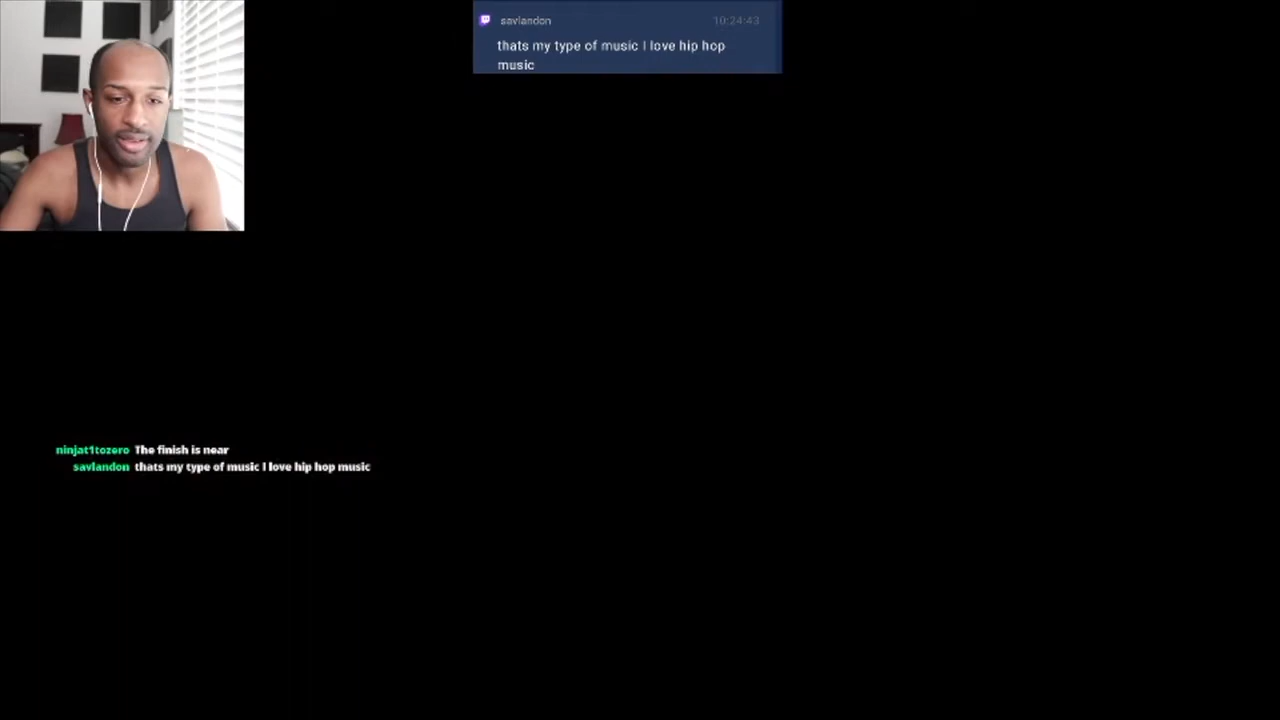 savlandon 10:24:43
thats my type of music I love hip hop
music
ninjat1tozero The finish is near
savlandon thats my type of music I love hip hop music